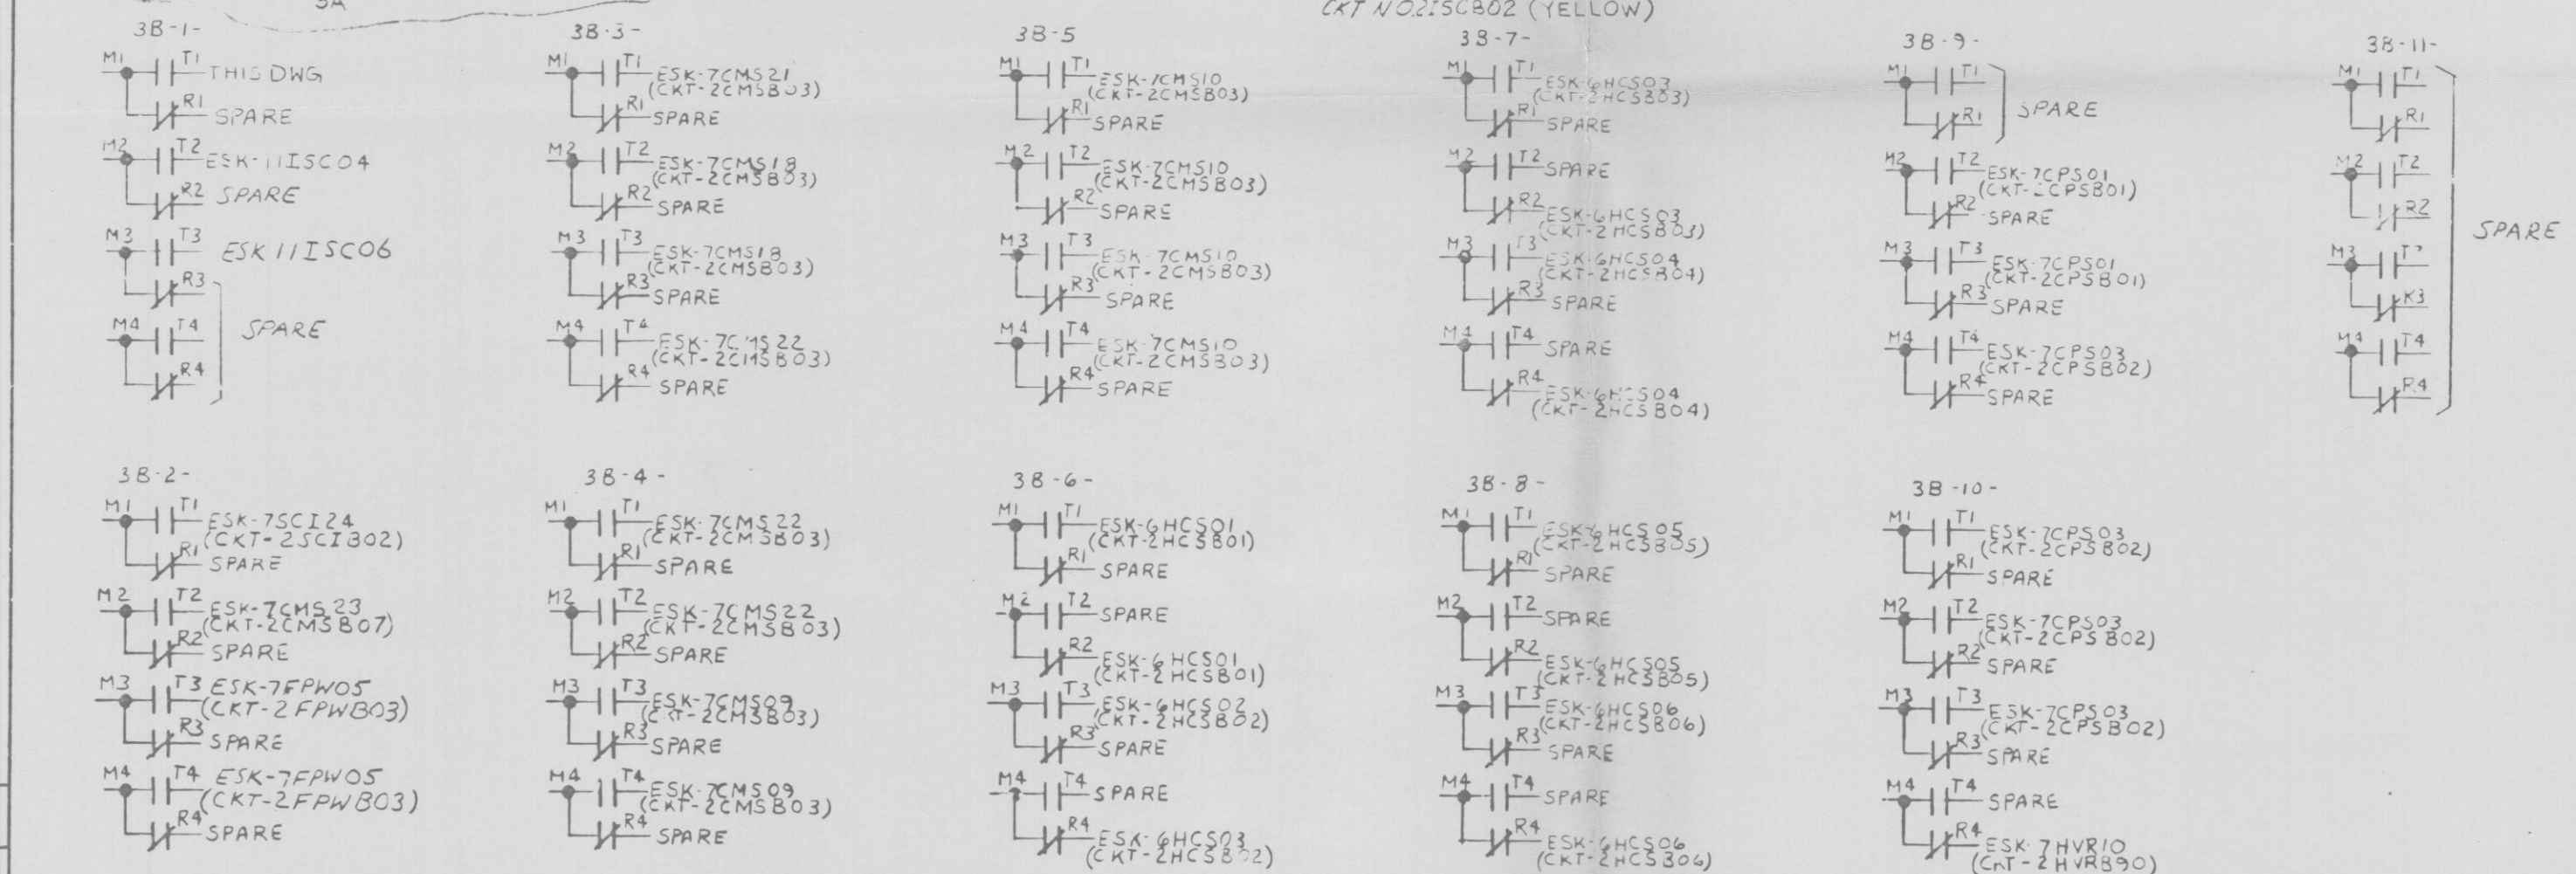 3A
CKT NO.2ISCB02 (YELLOW)
3B-1-
M1 T1 THIS DWG
R1 SPARE
M2 T2 ESK-11ISC04
R2 SPARE
M3 T3 ESK 11ISC06
R3
M4 T4 SPARE
R4
3B-3-
M1 T1 ESK-7CMS21
(CKT-2CMSB03)
R1 SPARE
M2 T2 ESK-7CMS18
(CKT-2CMSB03)
R2 SPARE
M3 T3 ESK-7CMS18
(CKT-2CMSB03)
R3 SPARE
M4 T4 ESK-7CMS22
(CKT-2CMSB03)
R4 SPARE
3B-5
M1 T1 ESK-7CMS10
(CKT-2CMSB03)
R1 SPARE
M2 T2 ESK-7CMS10
(CKT-2CMSB03)
R2 SPARE
M3 T3 ESK-7CMS10
(CKT-2CMSB03)
R3 SPARE
M4 T4 ESK-7CMS10
(CKT-2CMSB03)
R4 SPARE
3B-7-
M1 T1 ESK-6HCS03
(CKT-2HCSB03)
R1 SPARE
M2 T2 SPARE
R2 ESK-6HCS03
(CKT-2HCSB03)
M3 T3 ESK-6HCS04
(CKT-2HCSB04)
R3 SPARE
M4 T4 SPARE
R4 ESK-6HCS04
(CKT-2HCSB04)
3B-9-
M1 T1
SPARE
R1
M2 T2 ESK-7CPS01
(CKT-2CPSB01)
R2 SPARE
M3 T3 ESK-7CPS01
(CKT-2CPSB01)
R3 SPARE
M4 T4 ESK-7CPS03
(CKT-2CPSB02)
R4 SPARE
3B-11-
M1 T1
R1
M2 T2
R2
SPARE
M3
R3
M4 T4
R4
3B-2-
M1 T1 ESK-7SCI24
(CKT-2SCIB02)
R1 SPARE
M2 T2 ESK-7CMS23
(CKT-2CMSB07)
R2 SPARE
M3 T3 ESK-7FPW05
(CKT-2FPWB03)
R3 SPARE
M4 T4 ESK-7FPW05
(CKT-2FPWB03)
R4 SPARE
3B-4-
M1 T1 ESK-7CMS22
(CKT-2CMSB03)
R1 SPARE
M2 T2 ESK-7CMS22
(CKT-2CMSB03)
R2 SPARE
M3 T3 ESK-7CMS09
(CKT-2CMSB03)
R3 SPARE
M4 T4 ESK-7CMS09
(CKT-2CMSB03)
R4 SPARE
3B-6-
M1 T1 ESK-6HCS01
(CKT-2HCSB01)
R1 SPARE
M2 T2 SPARE
R2 ESK-6HCS01
(CKT-2HCSB01)
M3 T3 ESK-6HCS02
(CKT-2HCSB02)
R3 SPARE
M4 T4 SPARE
R4 ESK-6HCS03
(CKT-2HCSB02)
3B-8-
M1 T1 ESK-6HCS05
(CKT-2HCSB05)
R1 SPARE
M2 T2 SPARE
R2 ESK-6HCS05
(CKT-2HCSB05)
M3 T3 ESK-6HCS06
(CKT-2HCSB06)
R3 SPARE
M4 T4 SPARE
R4 ESK-6HCS06
(CKT-2HCSB06)
3B-10-
M1 T1 ESK-7CPS03
(CKT-2CPSB02)
R1 SPARE
M2 T2 ESK-7CPS03
(CKT-2CPSB02)
R2 SPARE
M3 T3 ESK-7CPS03
(CKT-2CPSB02)
R3 SPARE
M4 T4 SPARE
R4 ESK-7HVR10
(CKT-2HVRB90)